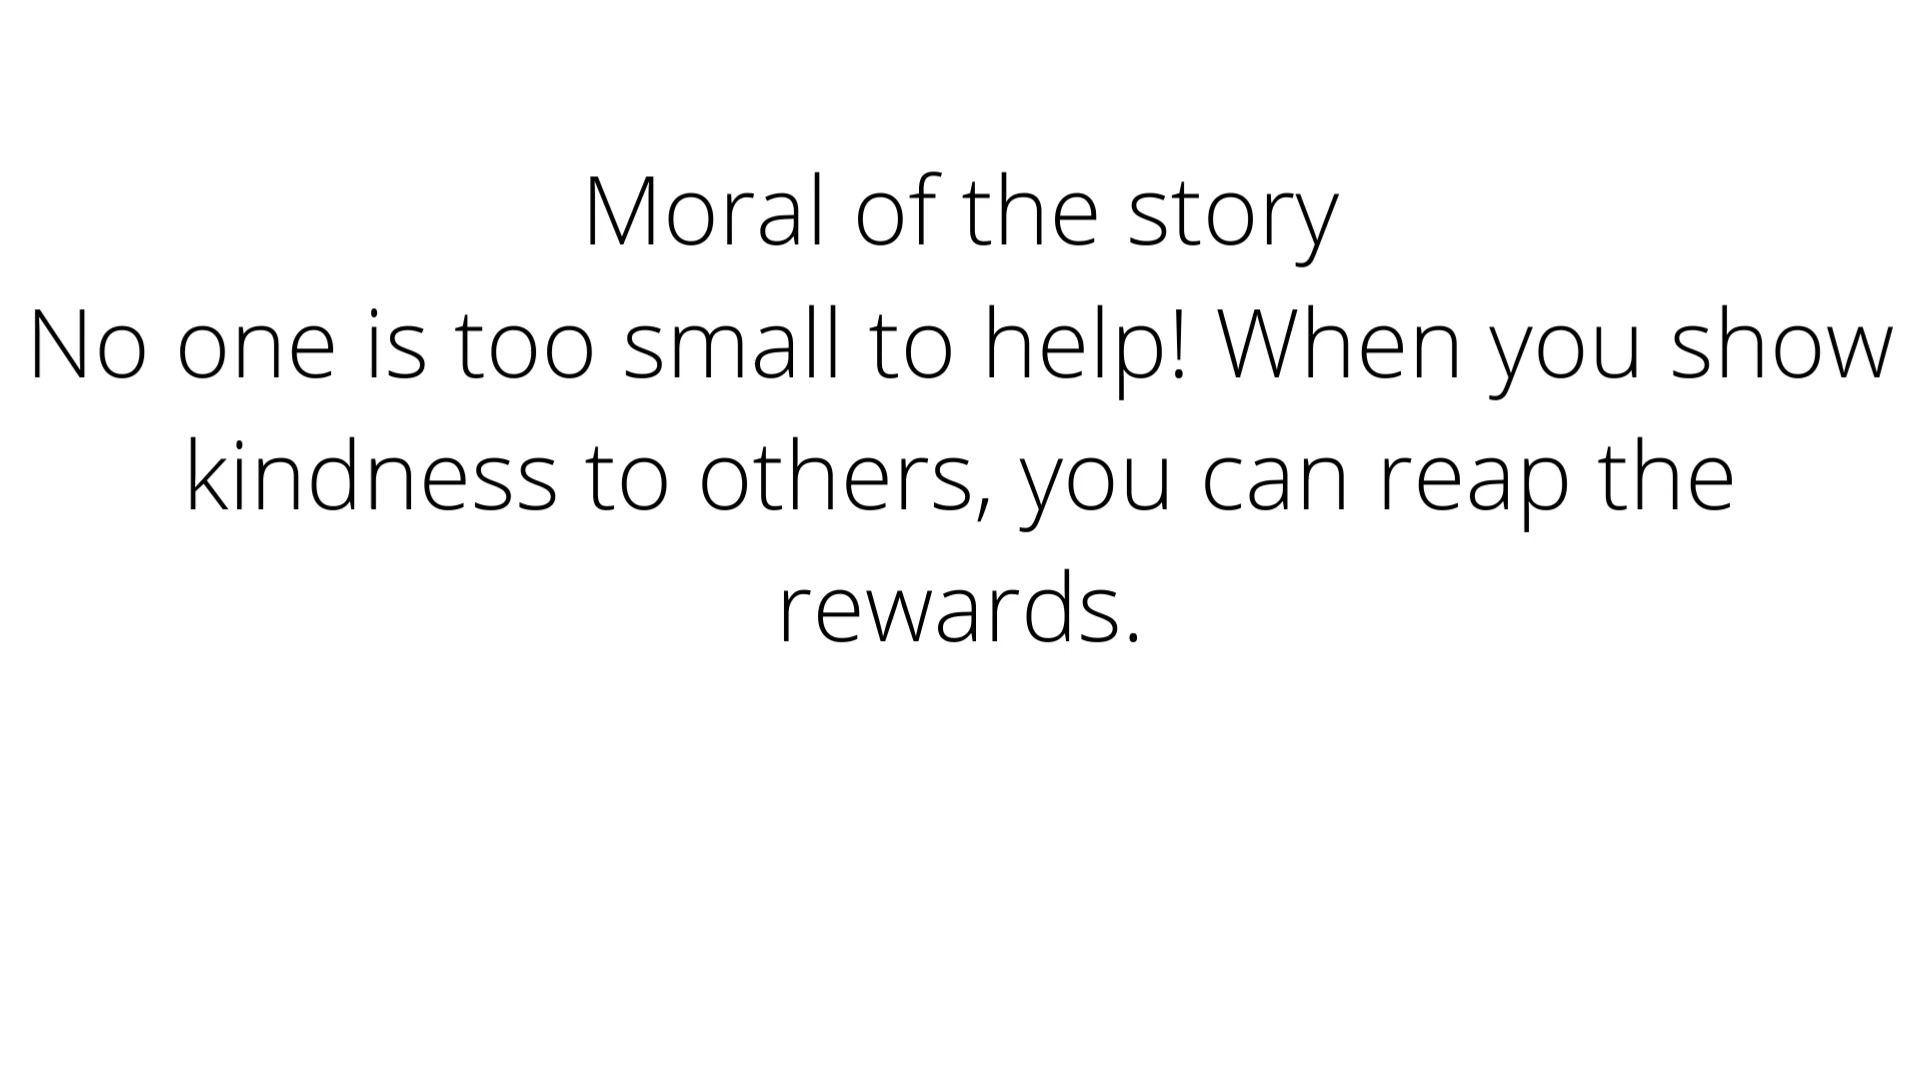 Moral of the story
No one is too small to help! When you show
kindness to others, you can reap the
rewards.